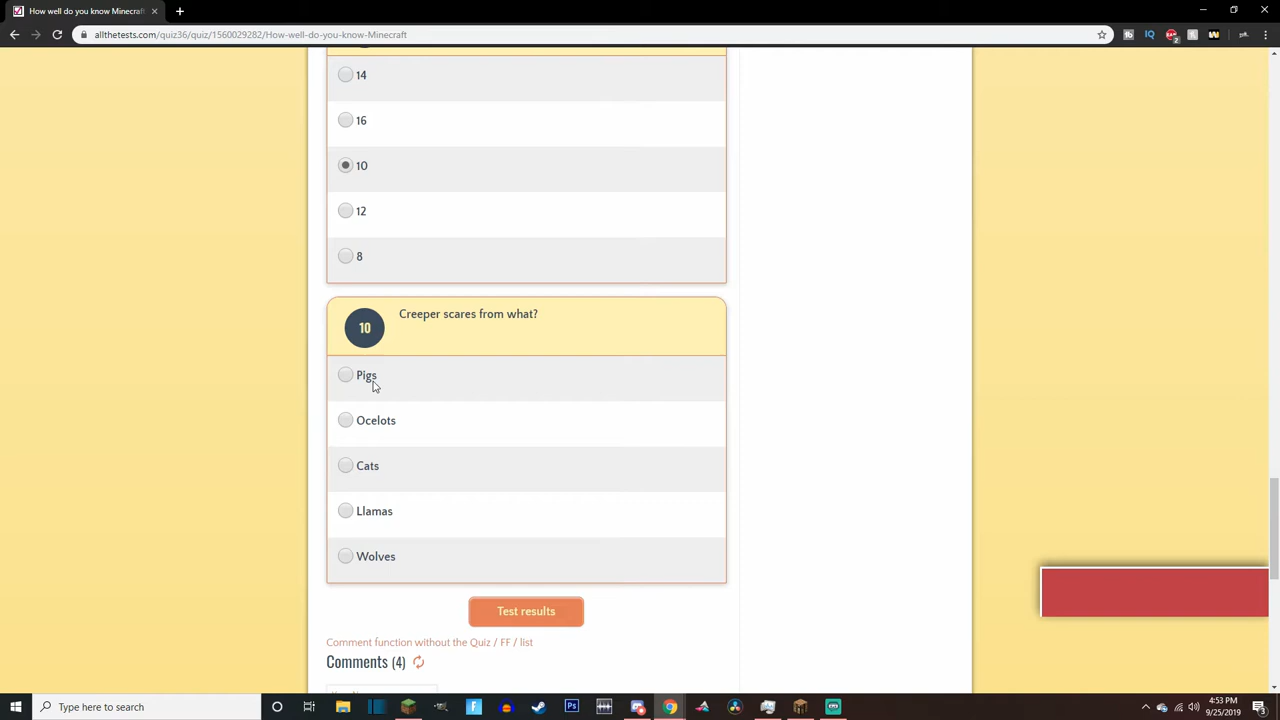 How well do you know Minecraft
allthetests.com/quiz36/quiz/1560029282/How-well-do-you-know-Minecraft
14
16
10
12
8
10
Creeper scares from what?
Pigs
Ocelots
Cats
Llamas
Wolves
Test results
Comment function without the Quiz / FF / list
Comments (4)
Type here to search
4:53 PM
9/25/2019